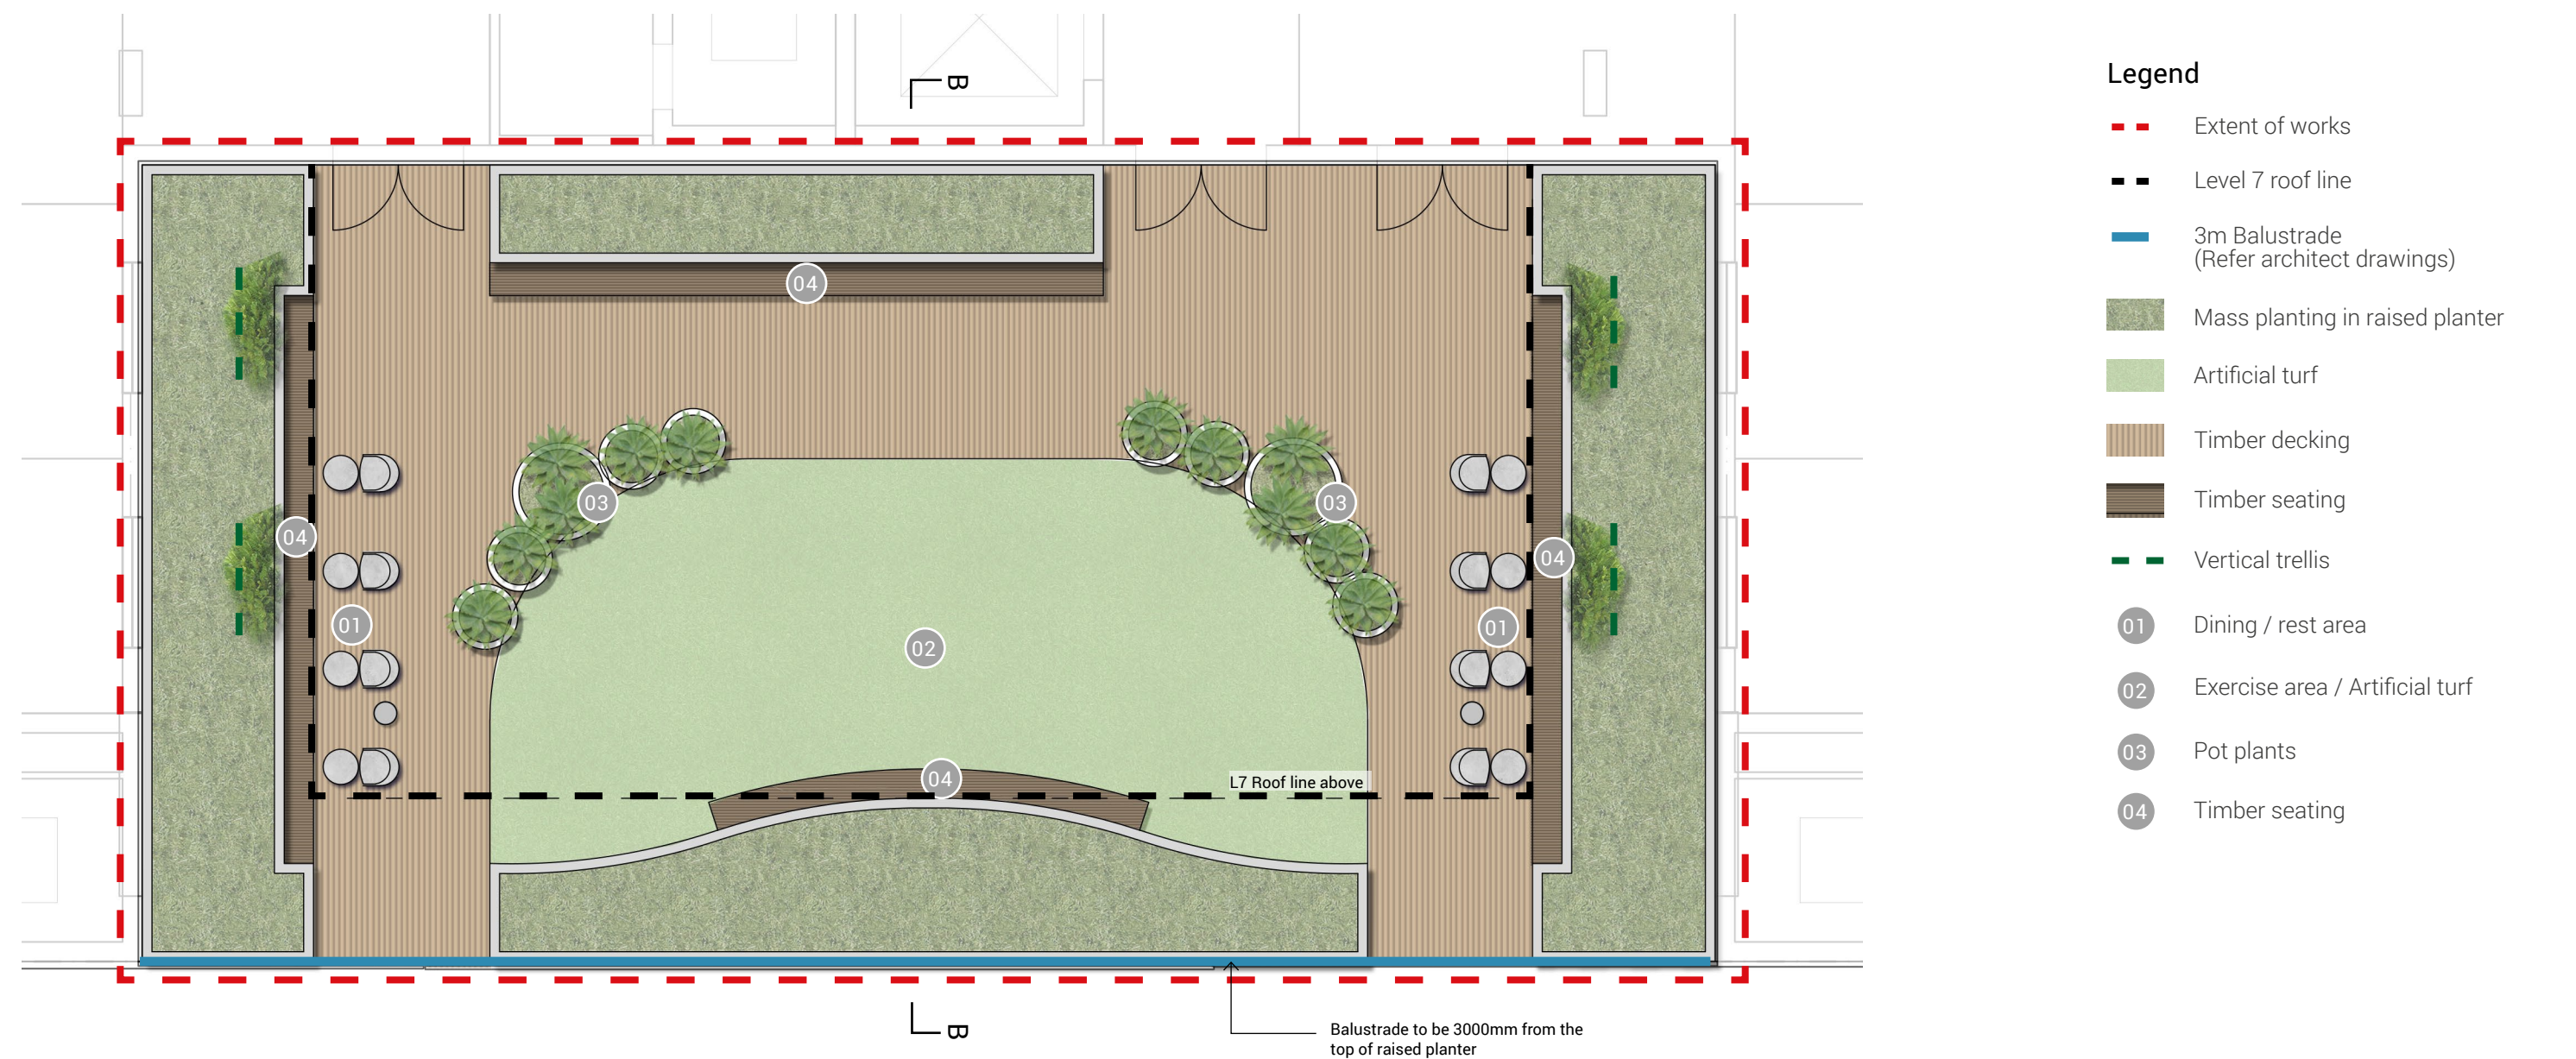 B
04
03
03
04
04
01
01
02
04
L7 Roof line above
B
Balustrade to be 3000mm from the
top of raised planter
Legend
Extent of works
Level 7 roof line
3m Balustrade
(Refer architect drawings)
Mass planting in raised planter
Artificial turf
Timber decking
Timber seating
Vertical trellis
01 Dining / rest area
02 Exercise area / Artificial turf
03 Pot plants
04 Timber seating